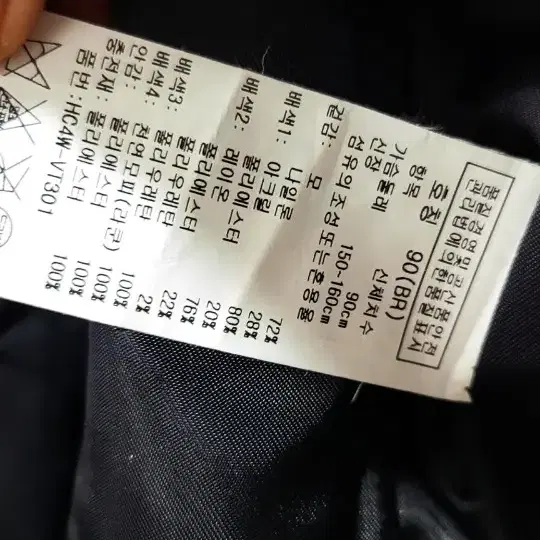 품질경영 및 공산품안전
관리법에 의한 품질표시
호칭 90(BR)
항목 신체치수
가슴둘레 90cm
신장 150-160cm
섬유의 조성 또는 혼용율
겉감: 모 72%
나일론 28%
배색1: 아크릴 80%
폴리에스터 20%
배색2: 폴리에스터 76%
레이온 22%
폴리우레탄 2%
배색3: 폴리우레탄 100%
배색4: 천연모피(라쿤) 100%
안감: 폴리에스터 100%
충전재: 폴리에스터 100%
품번:HC4W-VT301